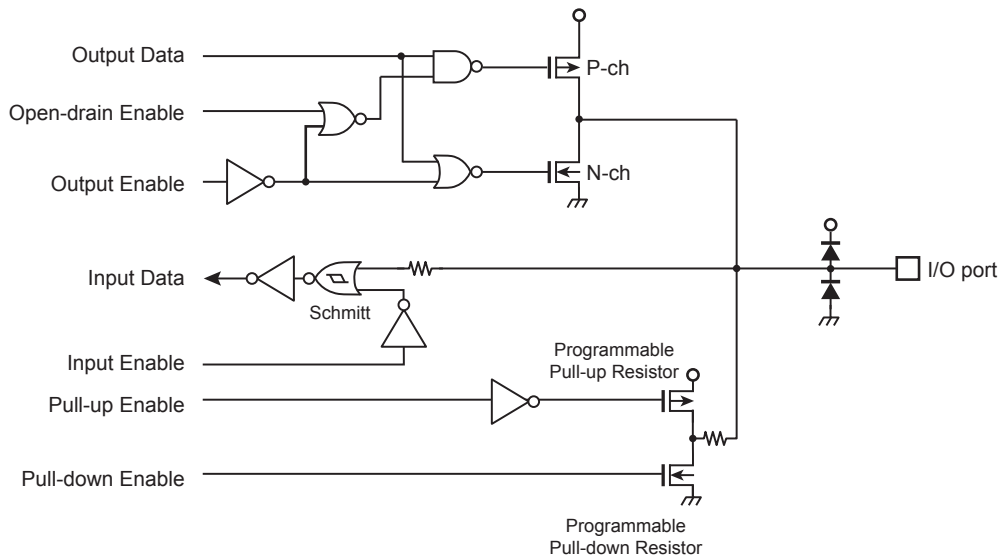 Output Data
P-ch
Open-drain Enable
Output Enable
N-ch
Input Data
I/O port
Schmitt
Input Enable
Programmable
Pull-up Resistor
Pull-up Enable
Pull-down Enable
Programmable
Pull-down Resistor